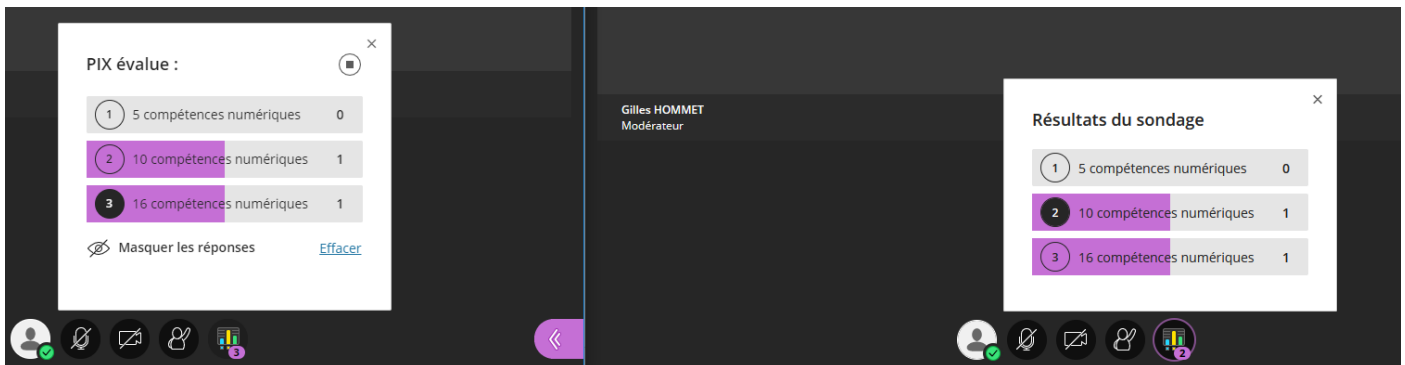 PIX évalue :
1 5 compétences numériques 0
2 10 compétences numériques 1
3 16 compétences numériques 1
Masquer les réponses Effacer
3
Gilles HOMMET
Modérateur
Résultats du sondage
1 5 compétences numériques 0
2 10 compétences numériques 1
3 16 compétences numériques 1
2